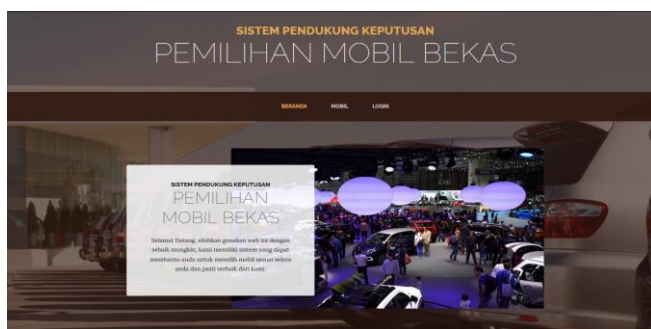 SISTEM PENDUKUNG KEPUTUSAN
PEMILIHAN MOBIL BEKAS
BERANDA MOBIL LOGIN
SISTEM PENDUKUNG KEPUTUSAN
PEMILIHAN
MOBIL BEKAS
Selamat Datang, silahkan gunakan web ini dengan
sebaik mungkin, kami memiliki sistem yang dapat
membantu anda untuk memilih mobil sesuai selera
anda dan pasti terbaik dari kami.